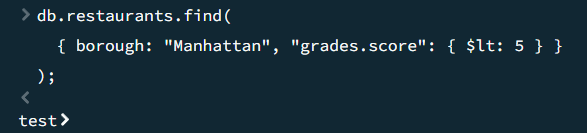 > db.restaurants.find(
{ borough: "Manhattan", "grades.score": { $lt: 5 } }
);
<
test>